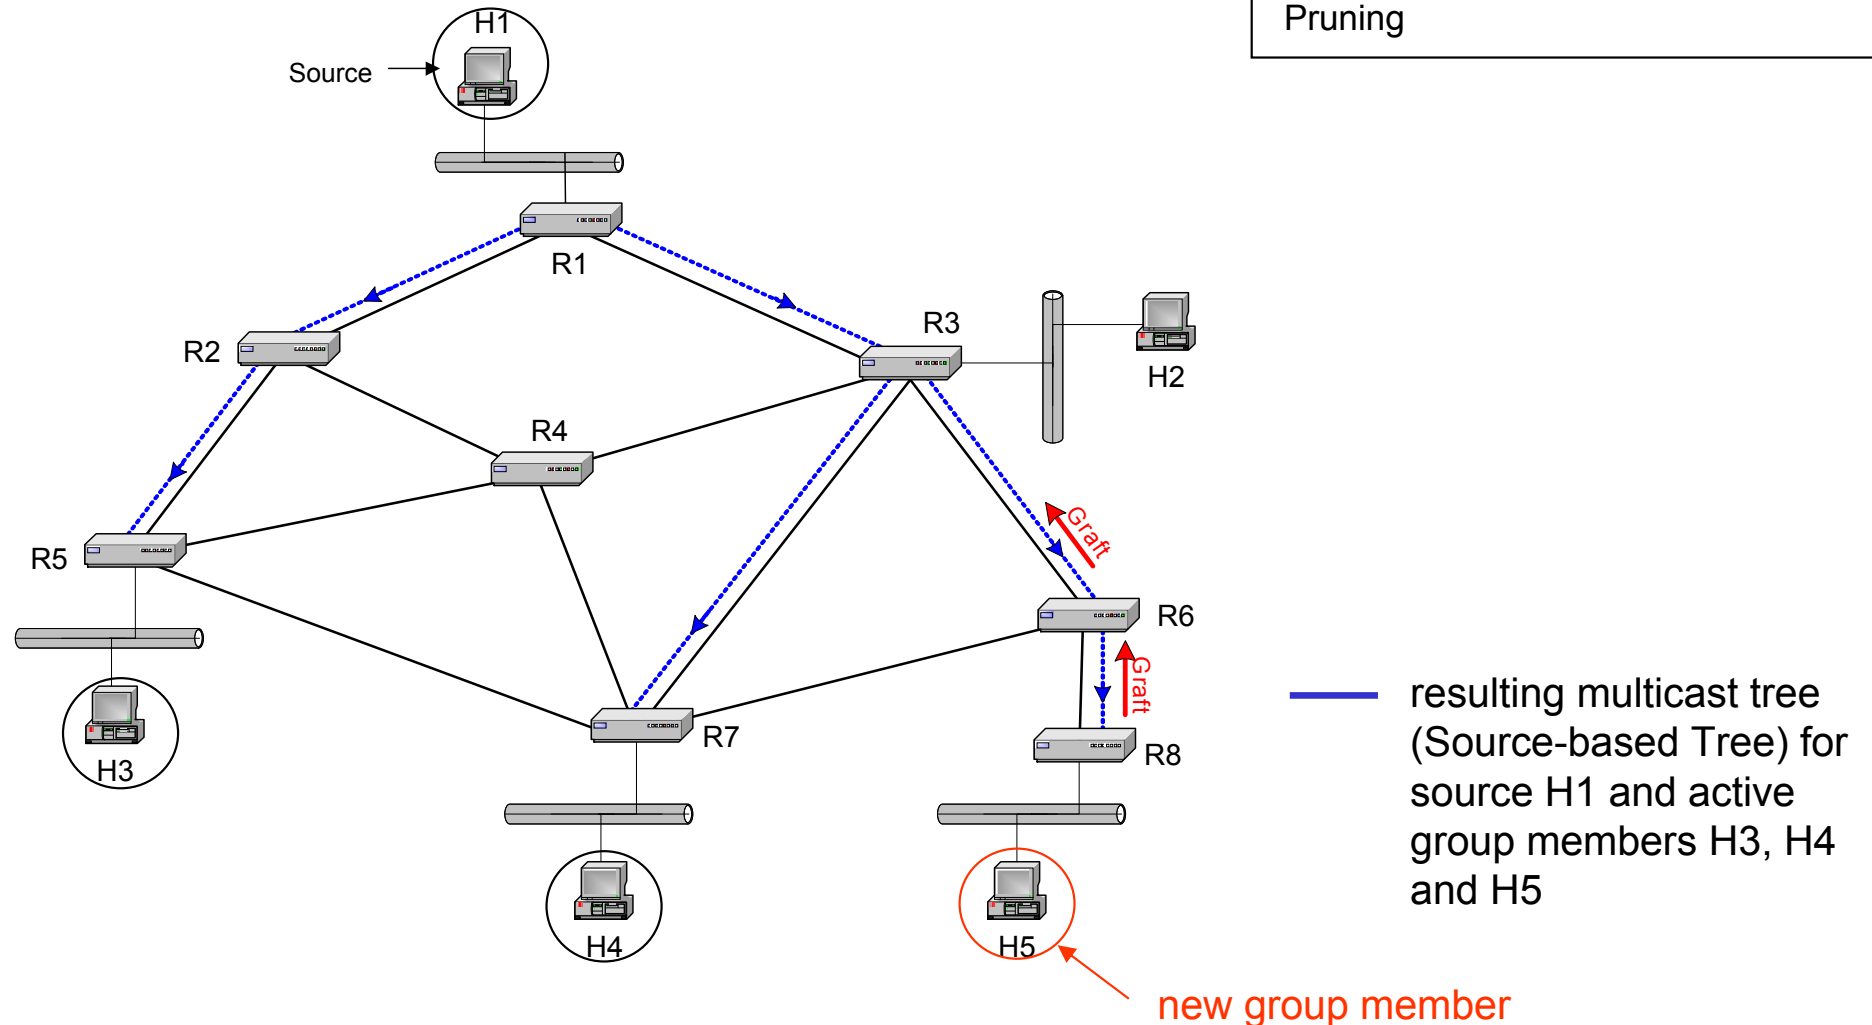 Pruning
H1
Source
R1
R3
R2
H2
R4
Graft
R5
R6
Graft
R7
R8
H3
H4
H5
resulting multicast tree
(Source-based Tree) for
source H1 and active
group members H3, H4
and H5
new group member